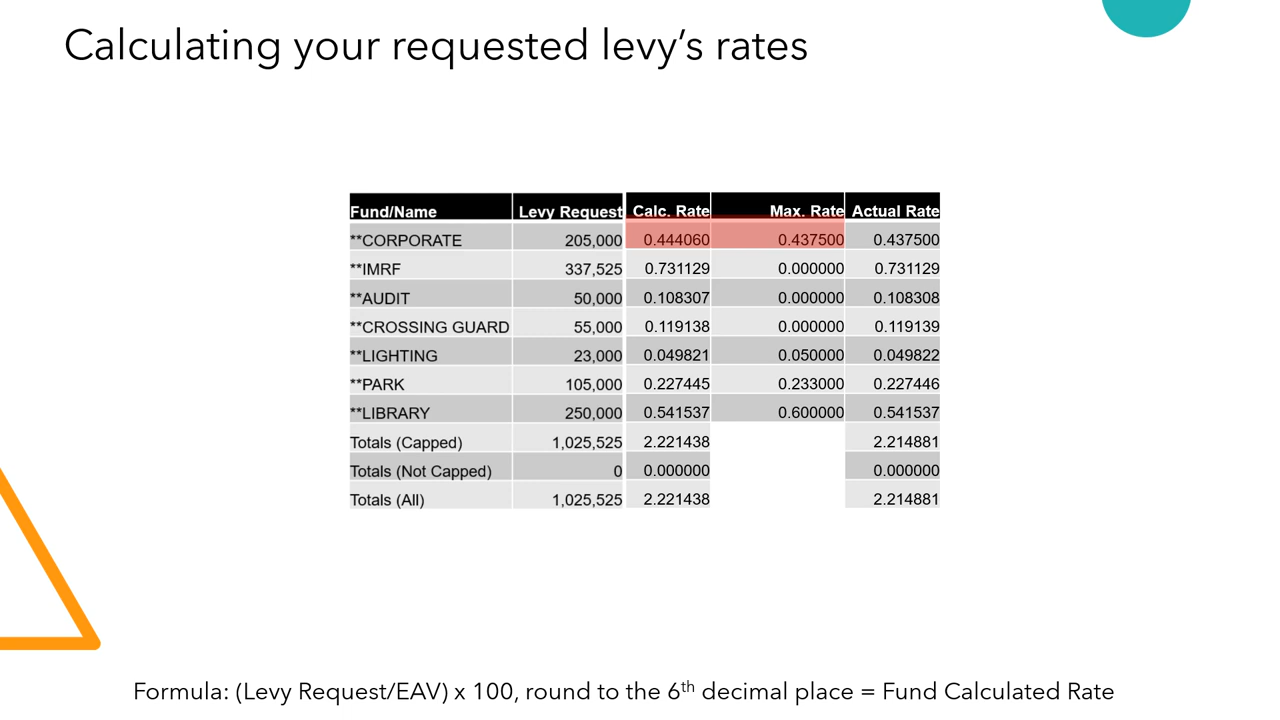 Calculating your requested levy’s rates
Fund/Name Levy Request Calc. Rate Max. Rate Actual Rate
**CORPORATE 205,000 0.444060 0.437500 0.437500
**IMRF 337,525 0.731129 0.000000 0.731129
**AUDIT 50,000 0.108307 0.000000 0.108308
**CROSSING GUARD 55,000 0.119138 0.000000 0.119139
**LIGHTING 23,000 0.049821 0.050000 0.049822
**PARK 105,000 0.227445 0.233000 0.227446
**LIBRARY 250,000 0.541537 0.600000 0.541537
Totals (Capped) 1,025,525 2.221438 2.214881
Totals (Not Capped) 0 0.000000 0.000000
Totals (All) 1,025,525 2.221438 2.214881
Formula: (Levy Request/EAV) x 100, round to the 6th decimal place = Fund Calculated Rate